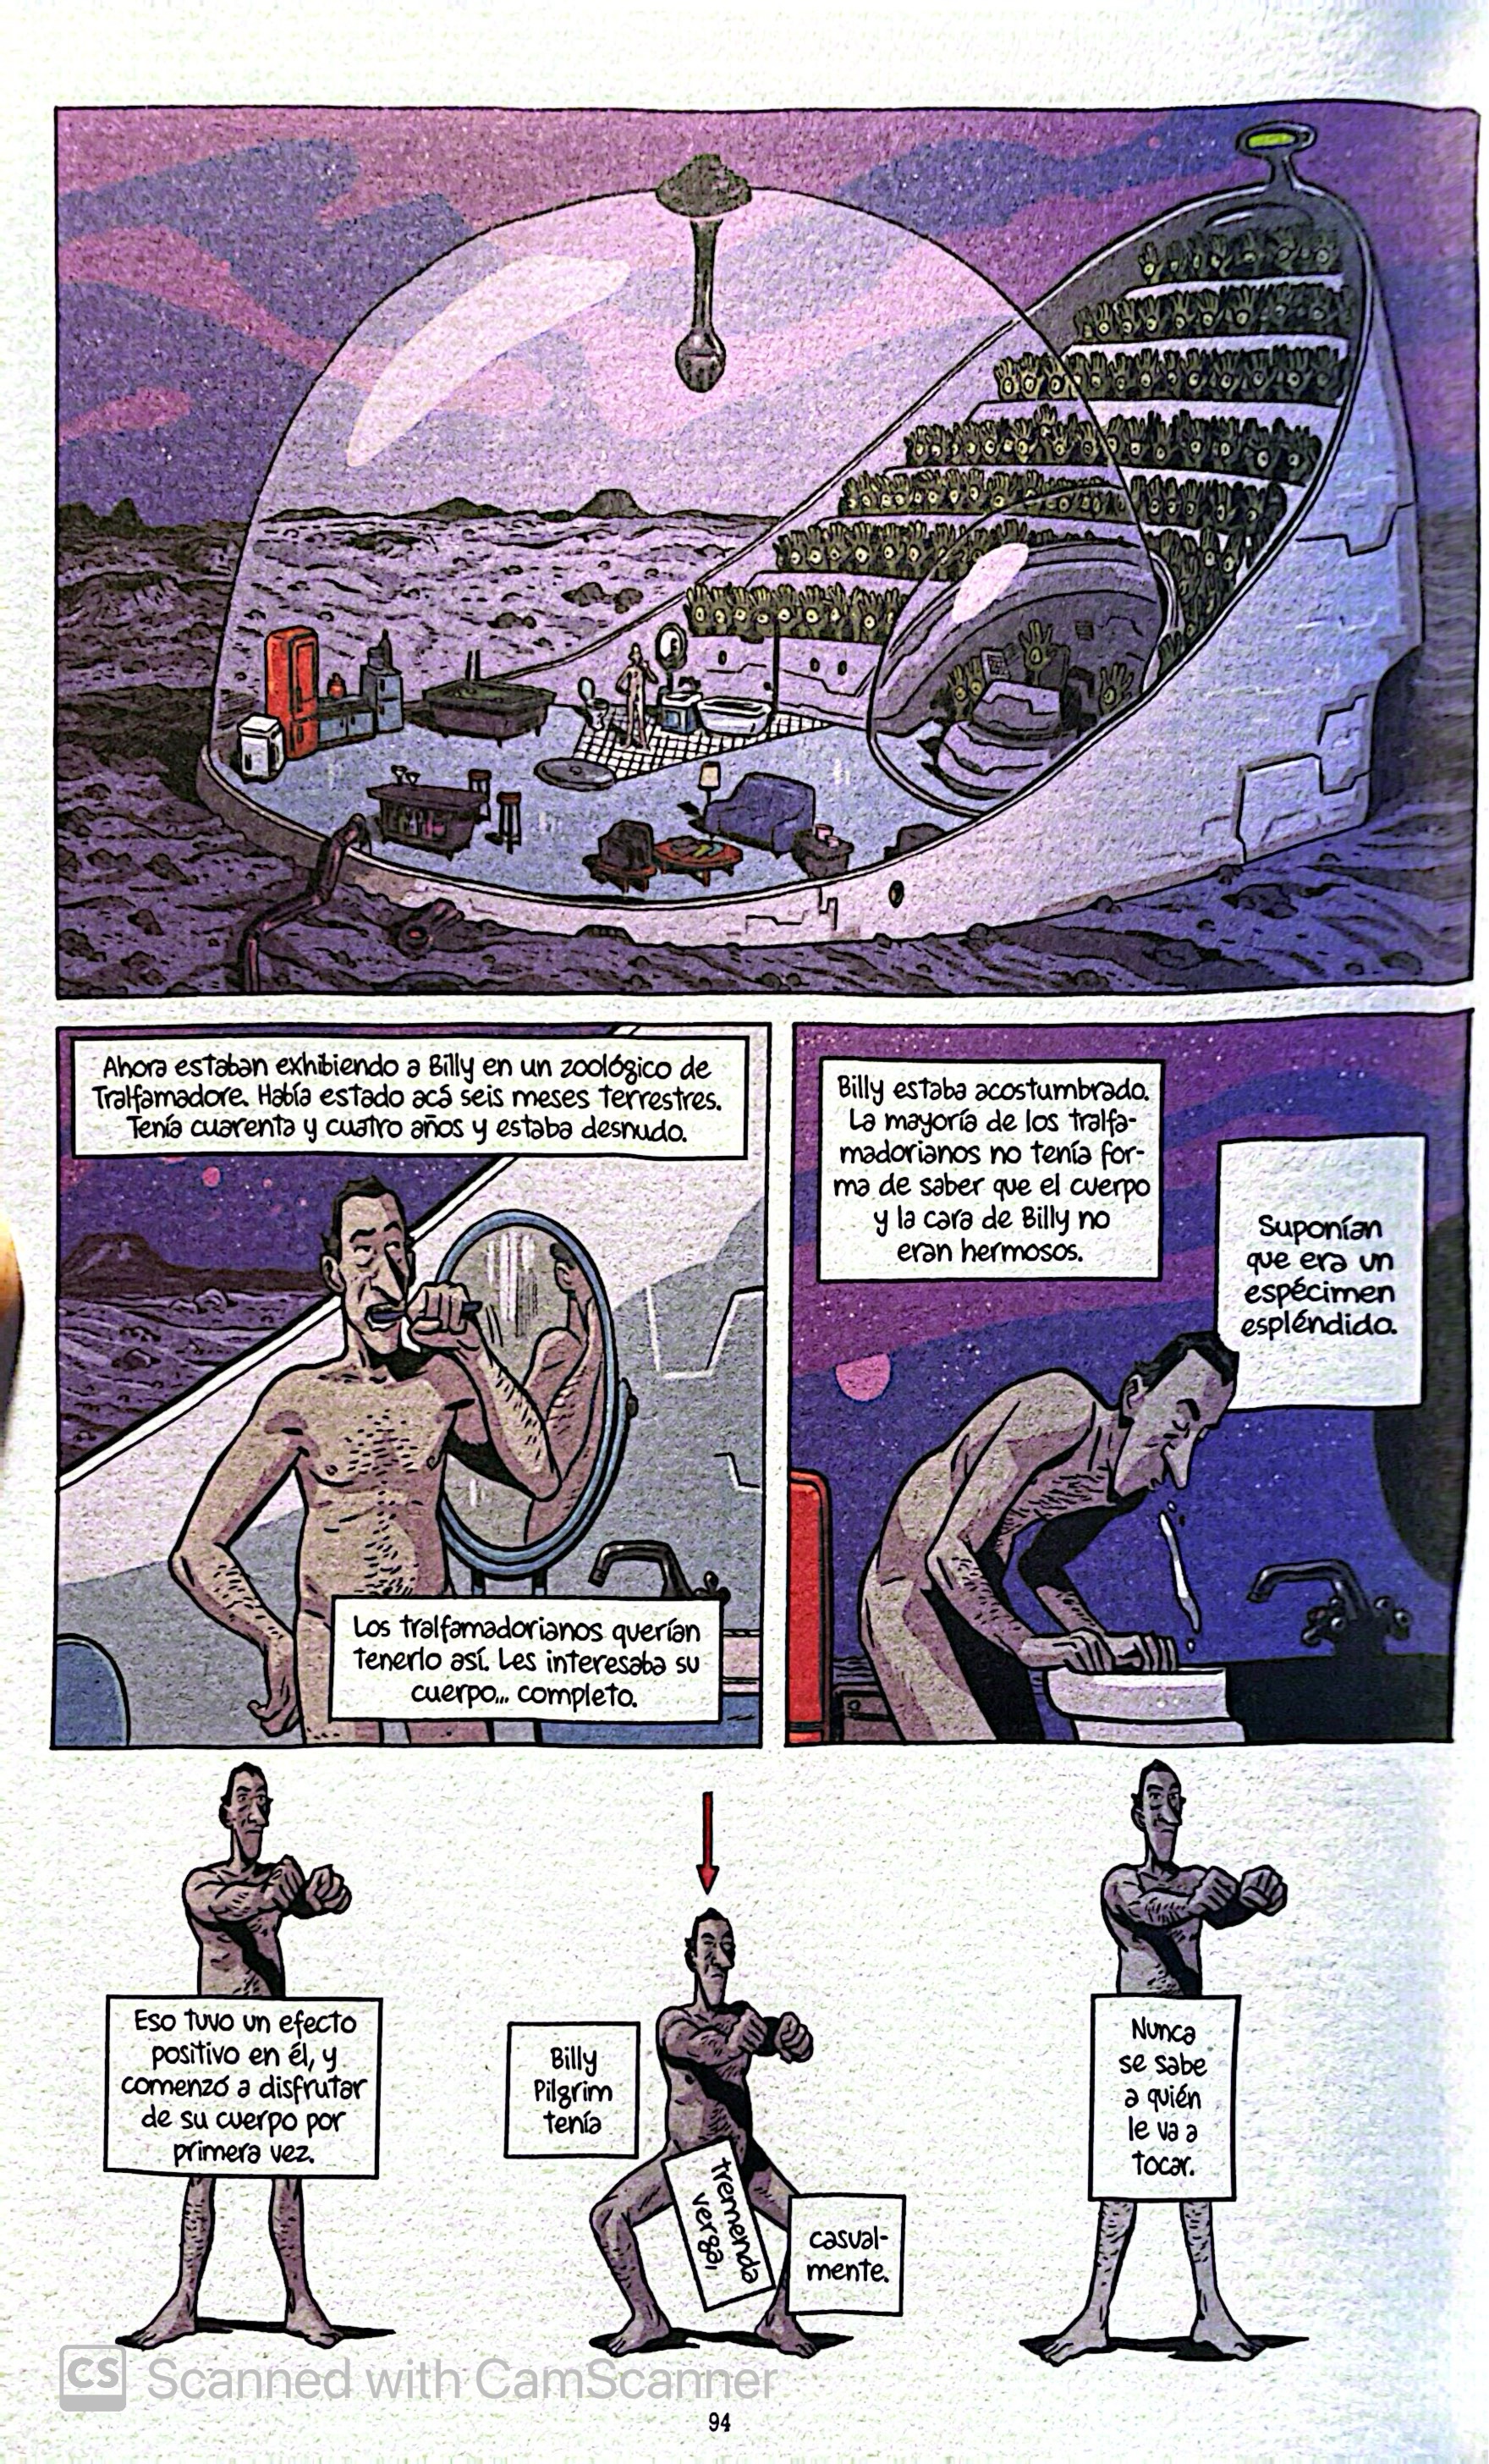 Ahora estaban exhibiendo a Billy en un zoológico de
Tralfamadore. Había estado acá seis meses terrestres.
Tenía cuarenta y cuatro años y estaba desnudo.
Los tralfamadorianos querían
tenerlo así. Les interesaba su
cuerpo... completo.
Billy estaba acostumbrado.
La mayoría de los tralfa-
madorianos no tenía for-
ma de saber que el cuerpo
y la cara de Billy no
eran hermosos.
Suponían
que era un
espécimen
espléndido.
Eso tuvo un efecto
positivo en él, y
comenzó a disfrutar
de su cuerpo por
primera vez.
Billy
Pilgrim
tenía
tremenda
verga,
casual-
mente.
Nunca
se sabe
a quién
le va a
tocar.
CS Scanned with CamScanner
94